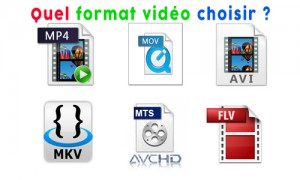 Quel format vidéo choisir ?
MP4
MOV
AVI
MKV
MTS
AVCHD
FLV